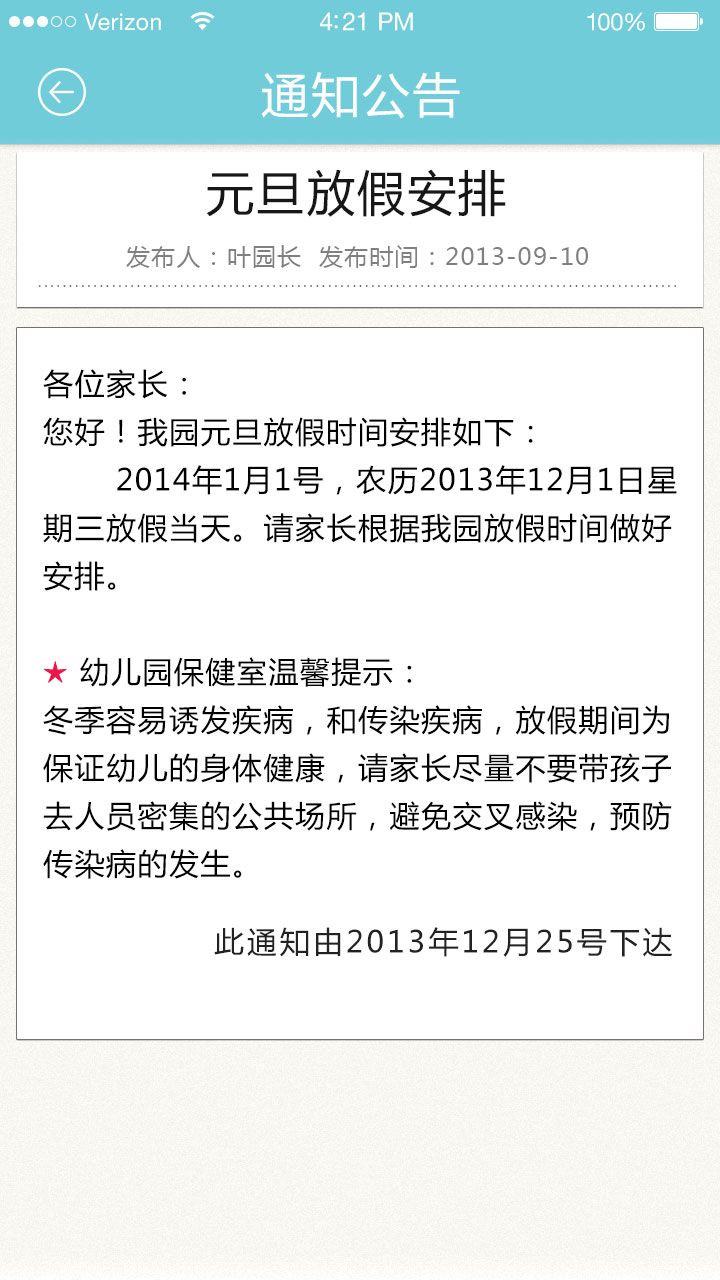 Verizon 4:21 PM 100%
通知公告
元旦放假安排
发布人：叶园长 发布时间：2013-09-10
各位家长：
您好！我园元旦放假时间安排如下：
2014年1月1号，农历2013年12月1日星
期三放假当天。请家长根据我园放假时间做好
安排。
★ 幼儿园保健室温馨提示：
冬季容易诱发疾病，和传染疾病，放假期间为
保证幼儿的身体健康，请家长尽量不要带孩子
去人员密集的公共场所，避免交叉感染，预防
传染病的发生。
此通知由2013年12月25号下达